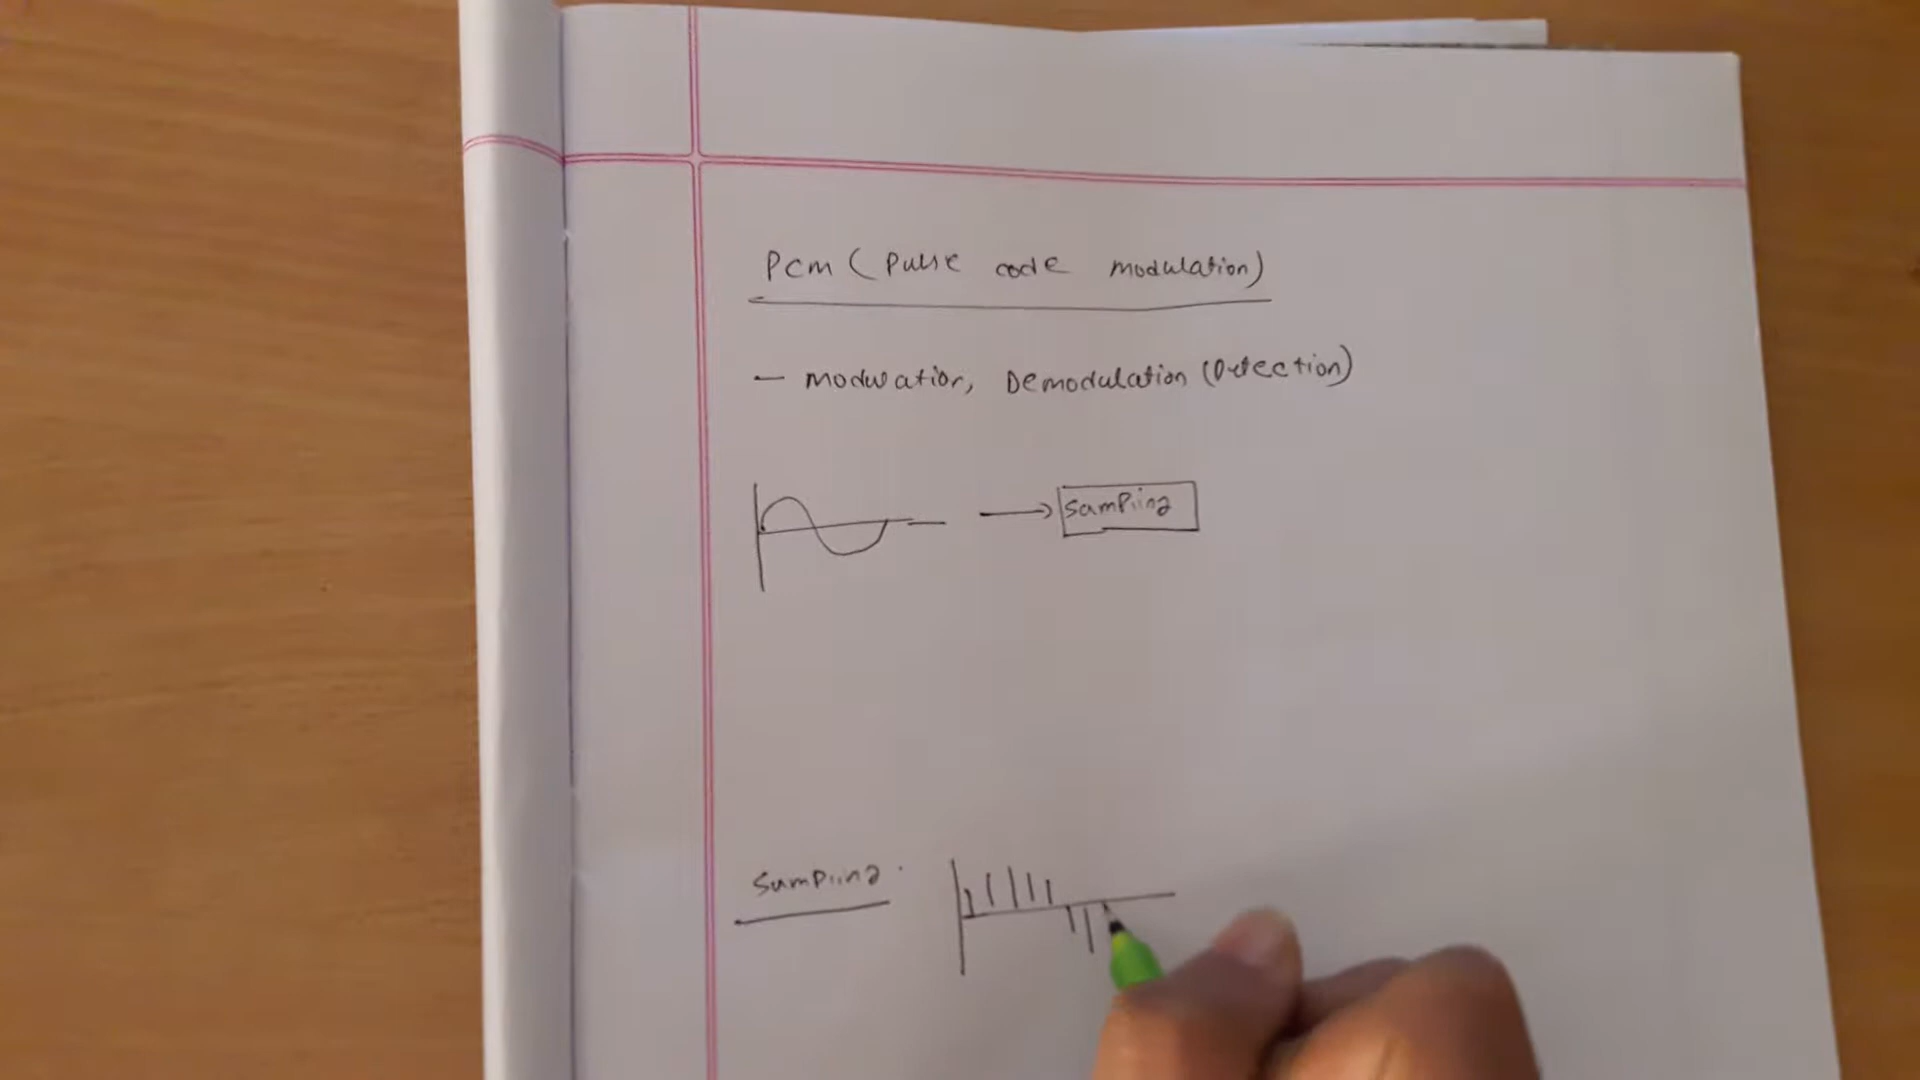 PCM (Pulse code modulation)
— modulation, Demodulation (Detection)
Sampling
Sampling